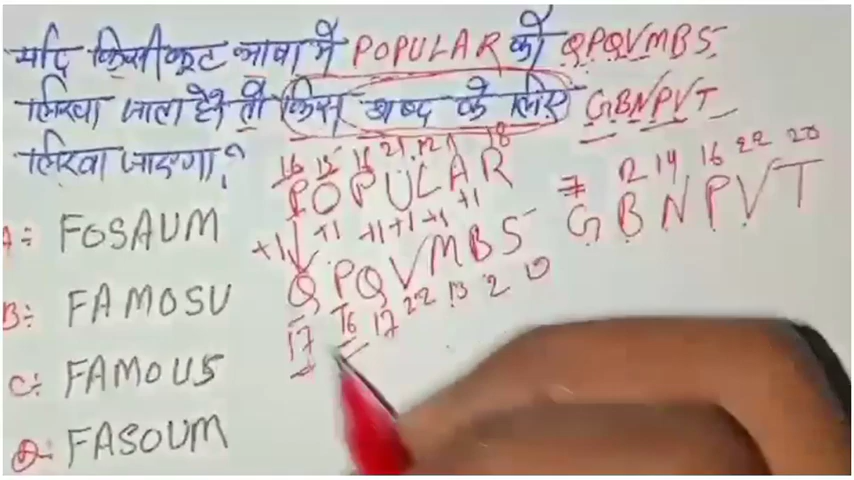 यदि किसी कूट भाषा में POPULAR को QPQVMBS
लिखा जाता है तो किस शब्द के लिए GBNPVT
लिखा जाएगा?
16 15 16 21 12 1 18
POPULAR
7 2 14 16 22 20
GBNPVT
+1 +1 +1 +1 +1 +1
QPQVMBS
17 16 17 22 13 2 19
A:- FOSAUM
B:- FAMOSU
C:- FAMOUS
D:- FASOUM